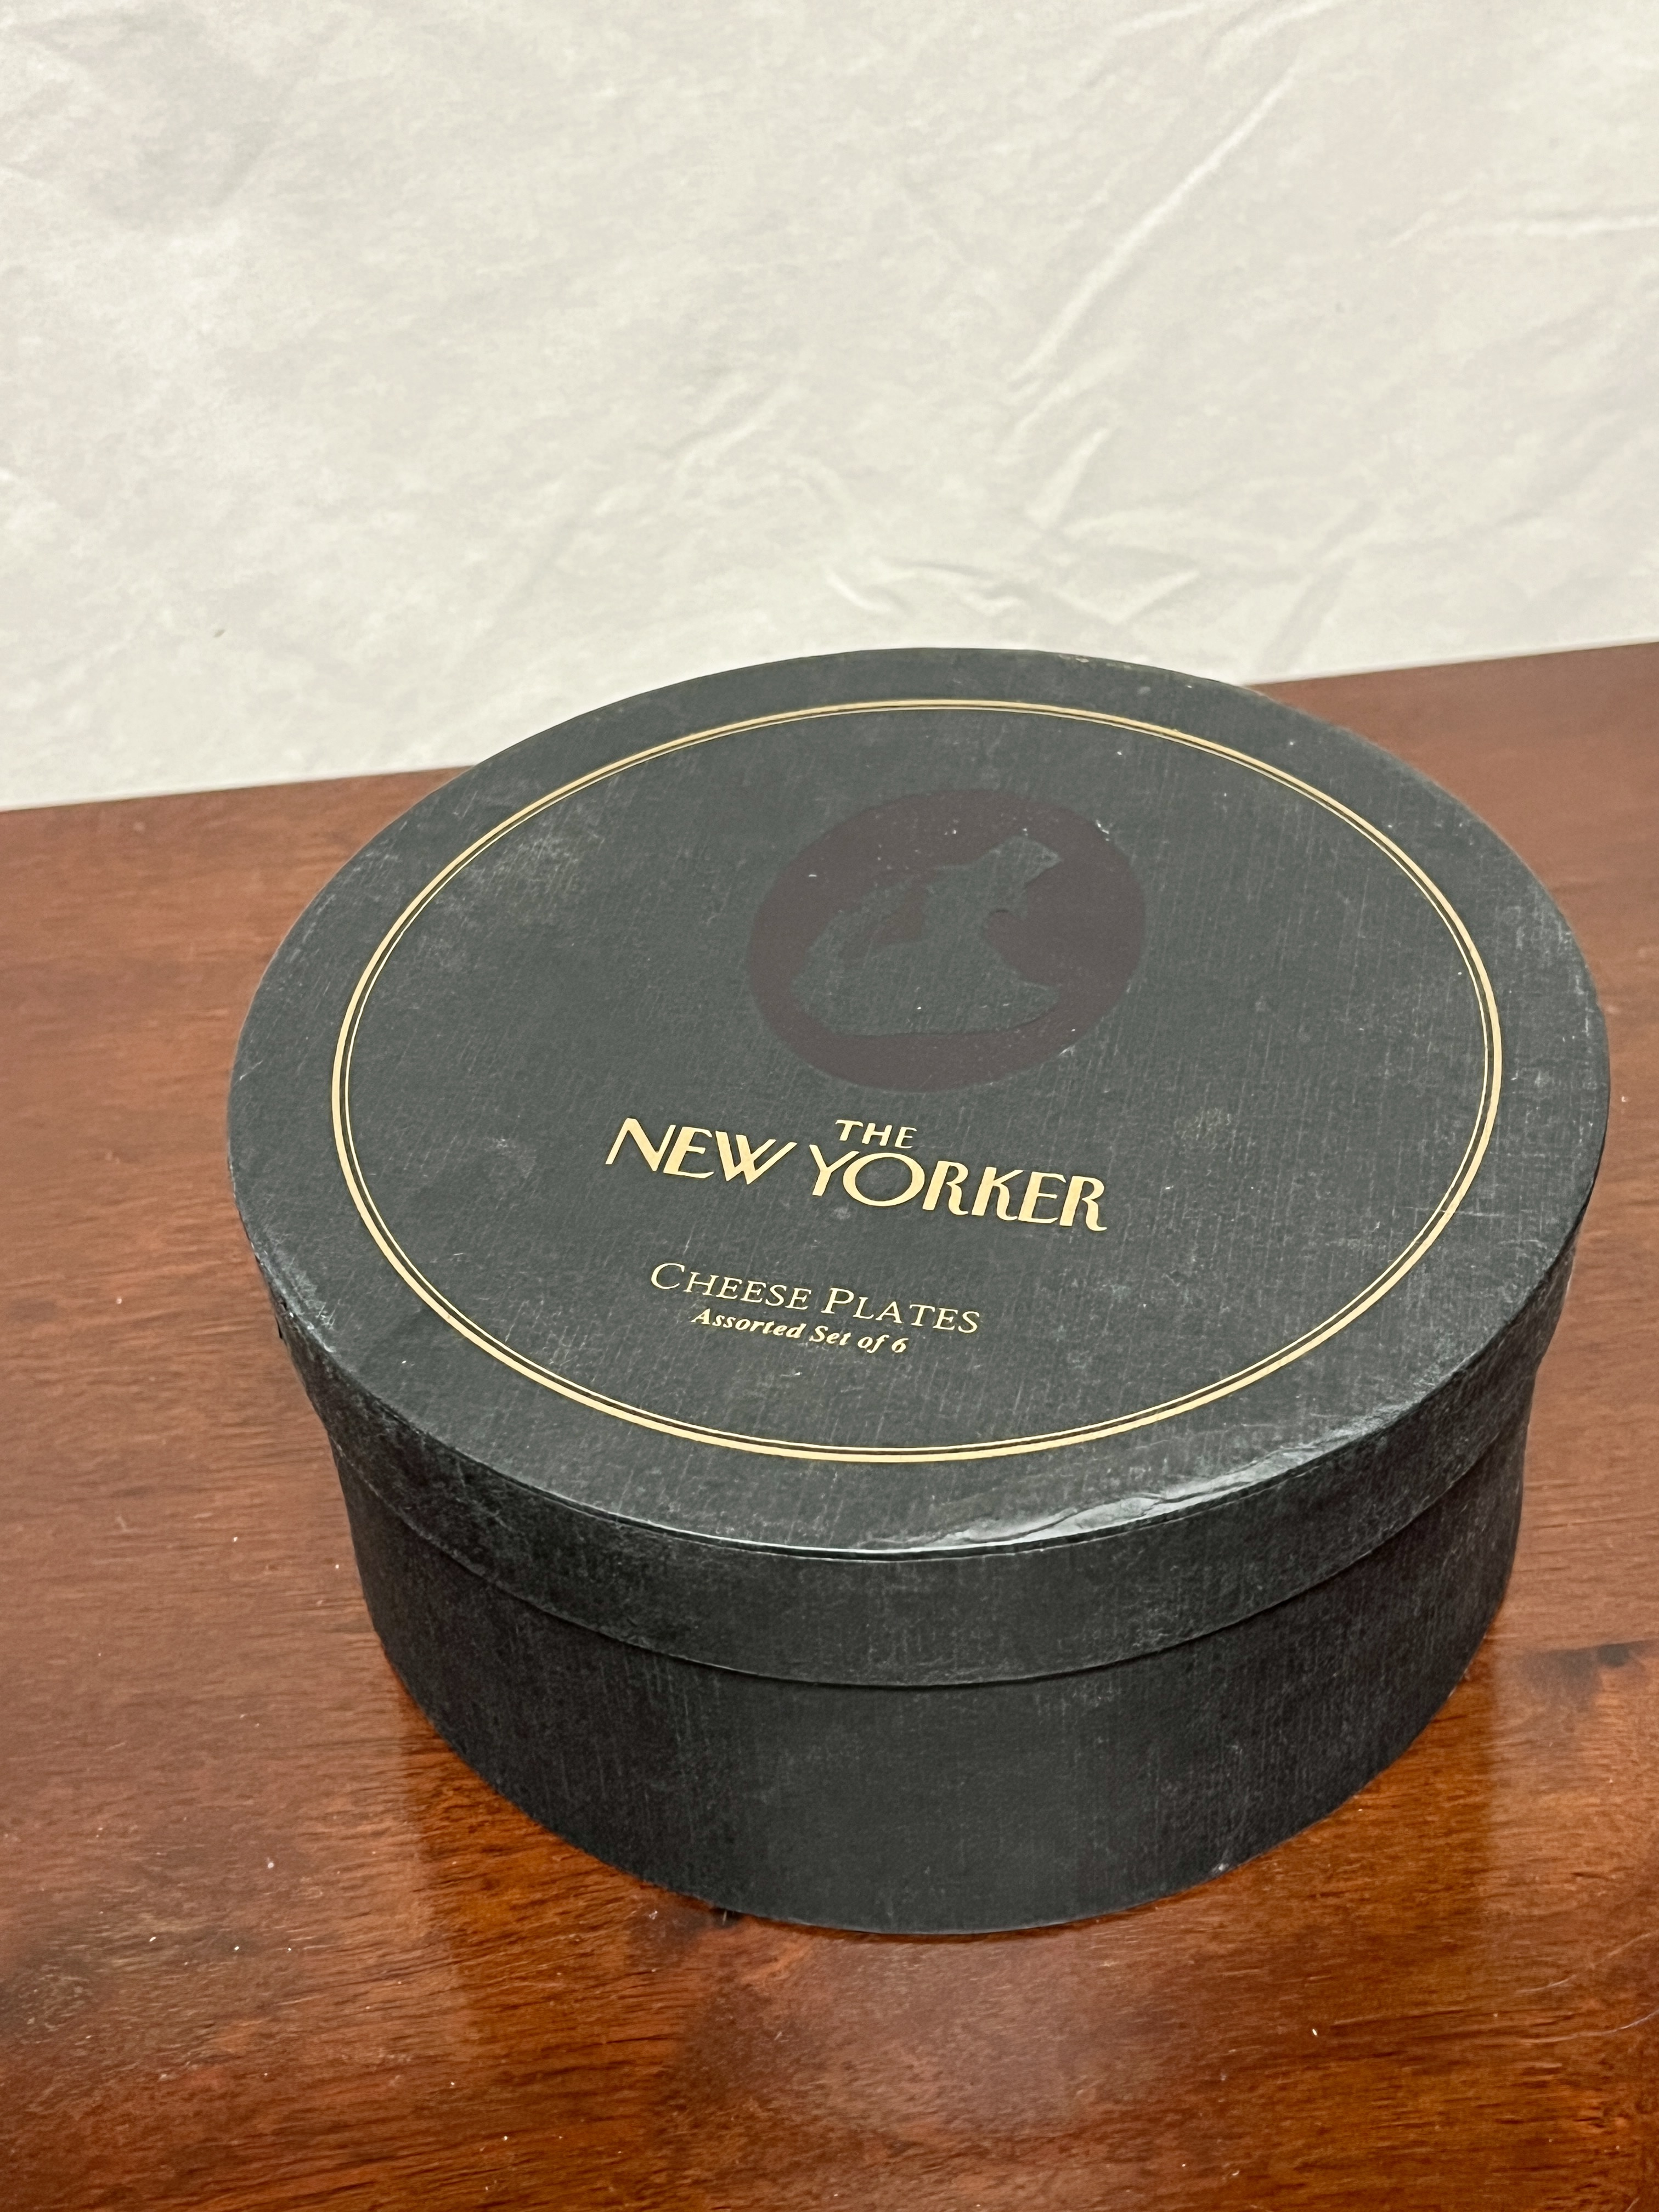 THE
NEW YORKER
CHEESE PLATES
Assorted Set of 6